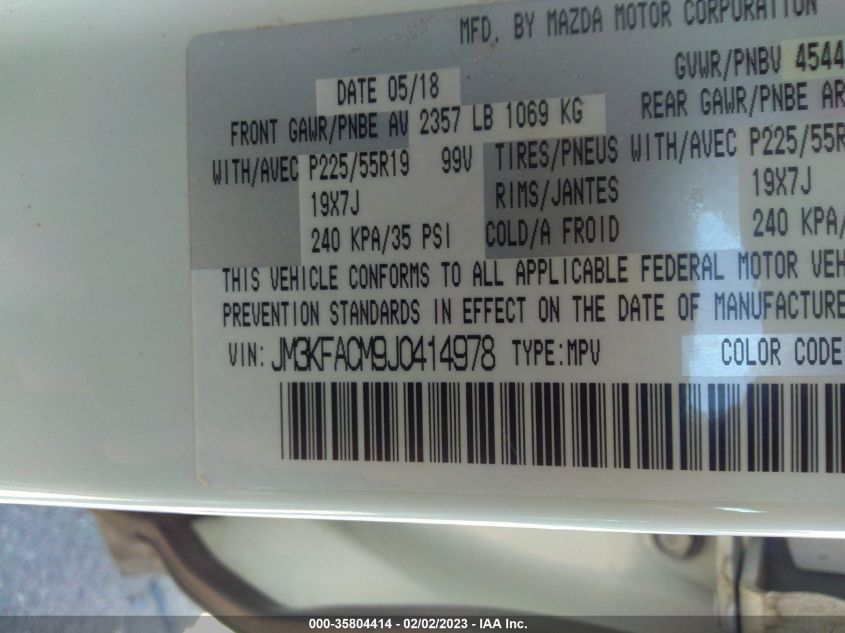 MFD. BY MAZDA MOTOR CORPORATION
DATE 05/18 GVWR/PNBV 4544
FRONT GAWR/PNBE AV 2357 LB 1069 KG REAR GAWR/PNBE AR
WITH/AVEC P225/55R19 99V TIRES/PNEUS WITH/AVEC P225/55R
19X7J RIMS/JANTES 19X7J
240 KPA/35 PSI COLD/A FROID 240 KPA/
THIS VEHICLE CONFORMS TO ALL APPLICABLE FEDERAL MOTOR VEH
PREVENTION STANDARDS IN EFFECT ON THE DATE OF MANUFACTURE
VIN: JM3KFACM9J0414978 TYPE:MPV COLOR CODE
000-35804414 - 02/02/2023 - IAA Inc.